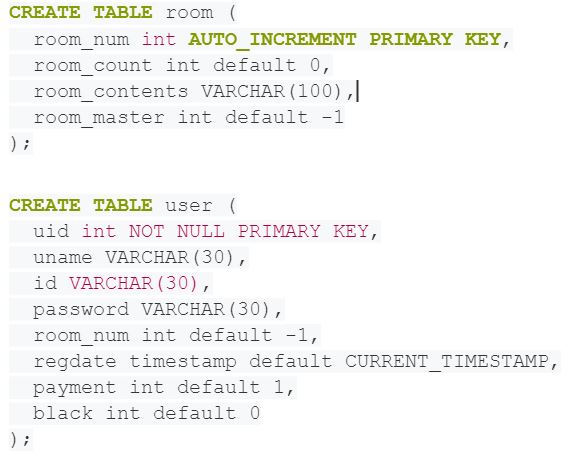 CREATE TABLE room (
  room_num int AUTO_INCREMENT PRIMARY KEY,
  room_count int default 0,
  room_contents VARCHAR(100),
  room_master int default -1
);

CREATE TABLE user (
  uid int NOT NULL PRIMARY KEY,
  uname VARCHAR(30),
  id VARCHAR(30),
  password VARCHAR(30),
  room_num int default -1,
  regdate timestamp default CURRENT_TIMESTAMP,
  payment int default 1,
  black int default 0
);